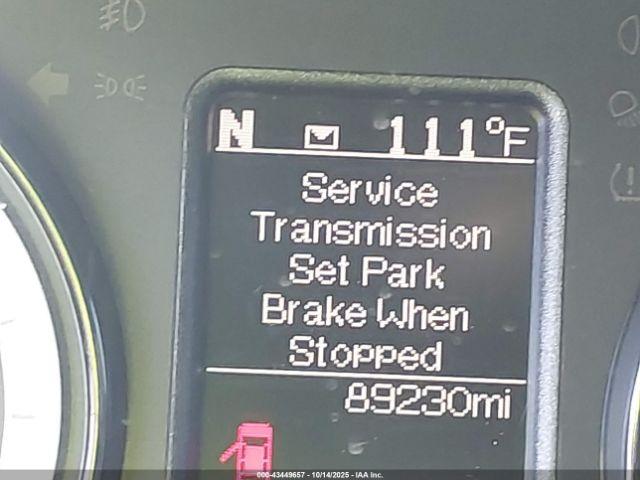 N 111°F
Service
Transmission
Set Park
Brake When
Stopped
89230mi
000-43449657 - 10/14/2025 - IAA Inc.